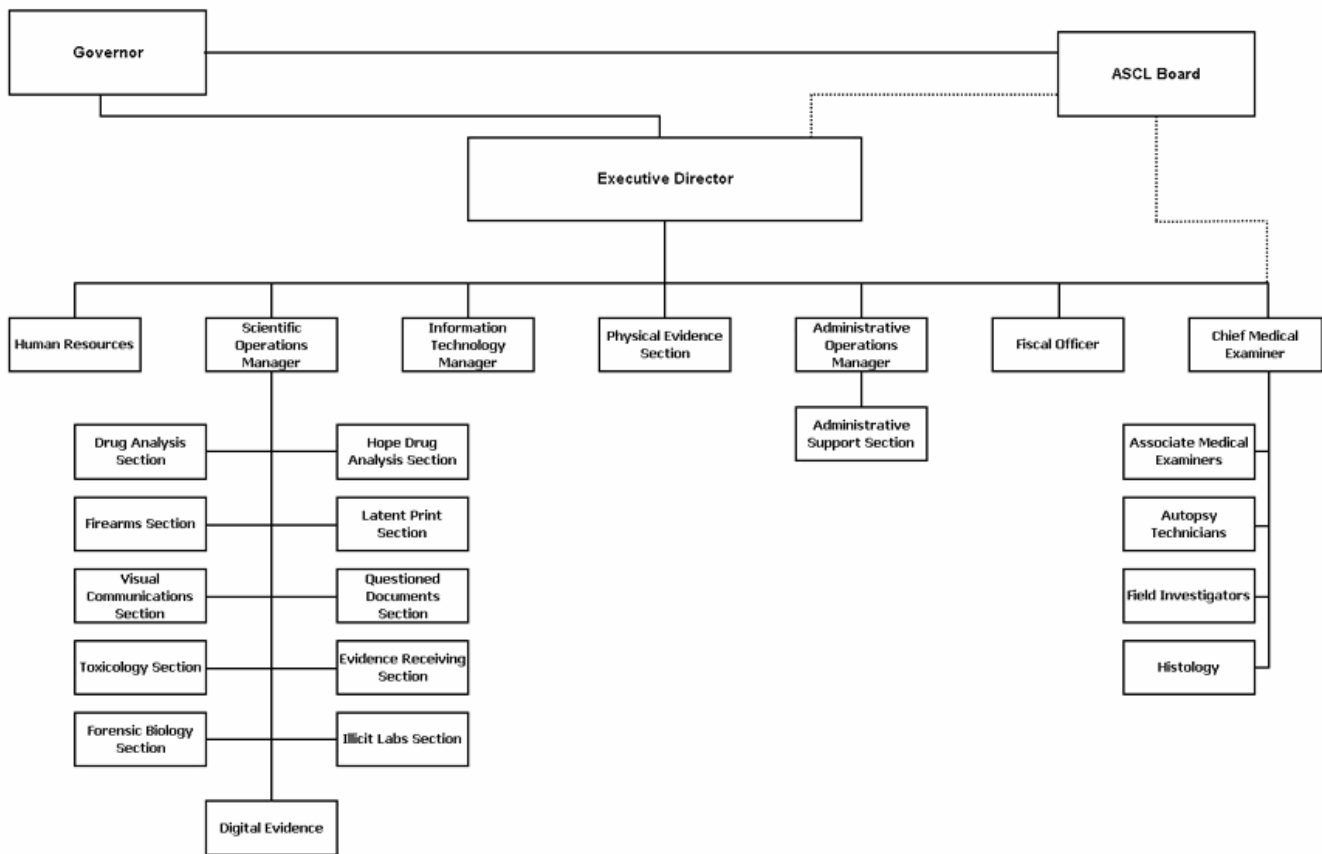 Governor
ASCL Board
Executive Director
Human Resources
Scientific
Operations
Manager
Information
Technology
Manager
Physical Evidence
Section
Administrative
Operations
Manager
Fiscal Officer
Chief Medical
Examiner
Drug Analysis
Section
Hope Drug
Analysis Section
Administrative
Support Section
Associate Medical
Examiners
Firearms Section
Latent Print
Section
Autopsy
Technicians
Visual
Communications
Section
Questioned
Documents
Section
Field Investigators
Toxicology Section
Evidence Receiving
Section
Histology
Forensic Biology
Section
Illicit Labs Section
Digital Evidence